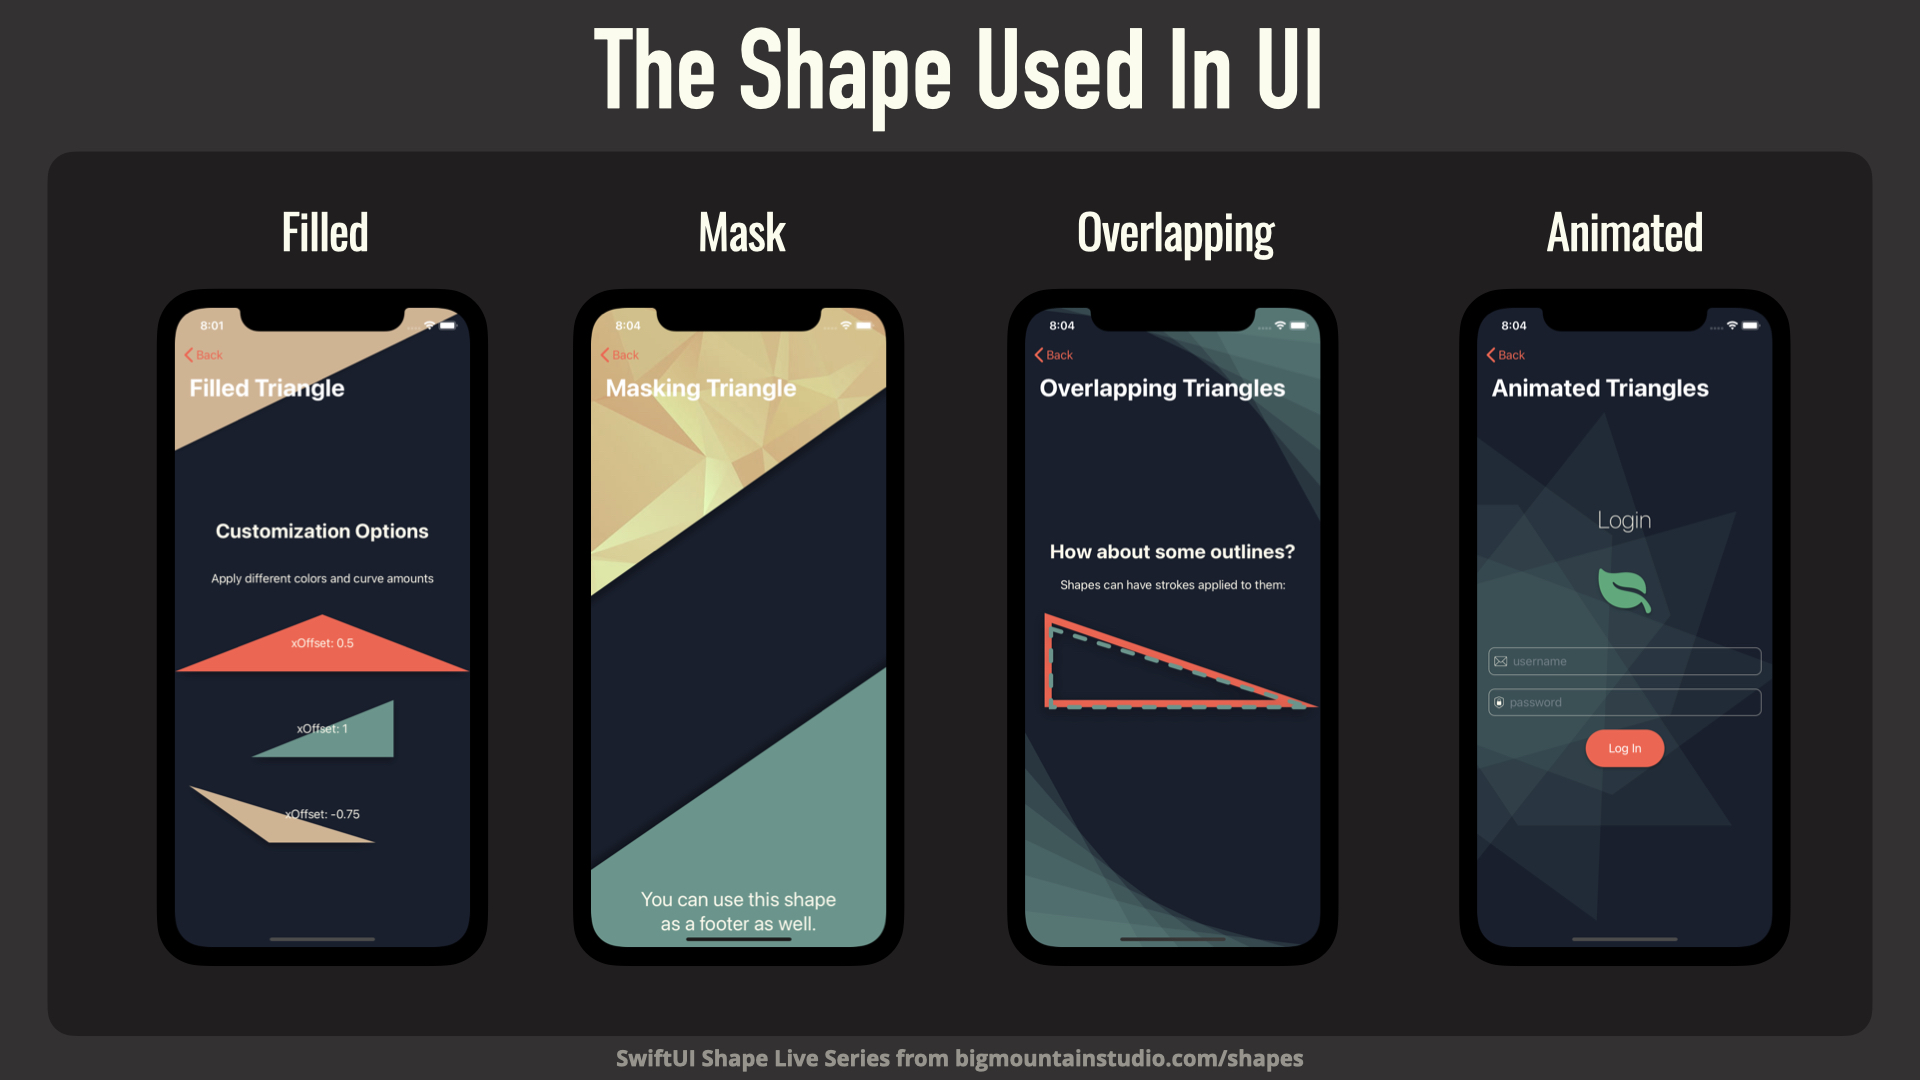 The Shape Used In UI
Filled
Mask
Overlapping
Animated
8:01
Back
Filled Triangle
Customization Options
Apply different colors and curve amounts
xOffset: 0.5
xOffset: 1
xOffset: -0.75
8:04
Back
Masking Triangle
You can use this shape
as a footer as well.
8:04
Back
Overlapping Triangles
How about some outlines?
Shapes can have strokes applied to them:
8:04
Back
Animated Triangles
Login
username
password
Log In
SwiftUI Shape Live Series from bigmountainstudio.com/shapes